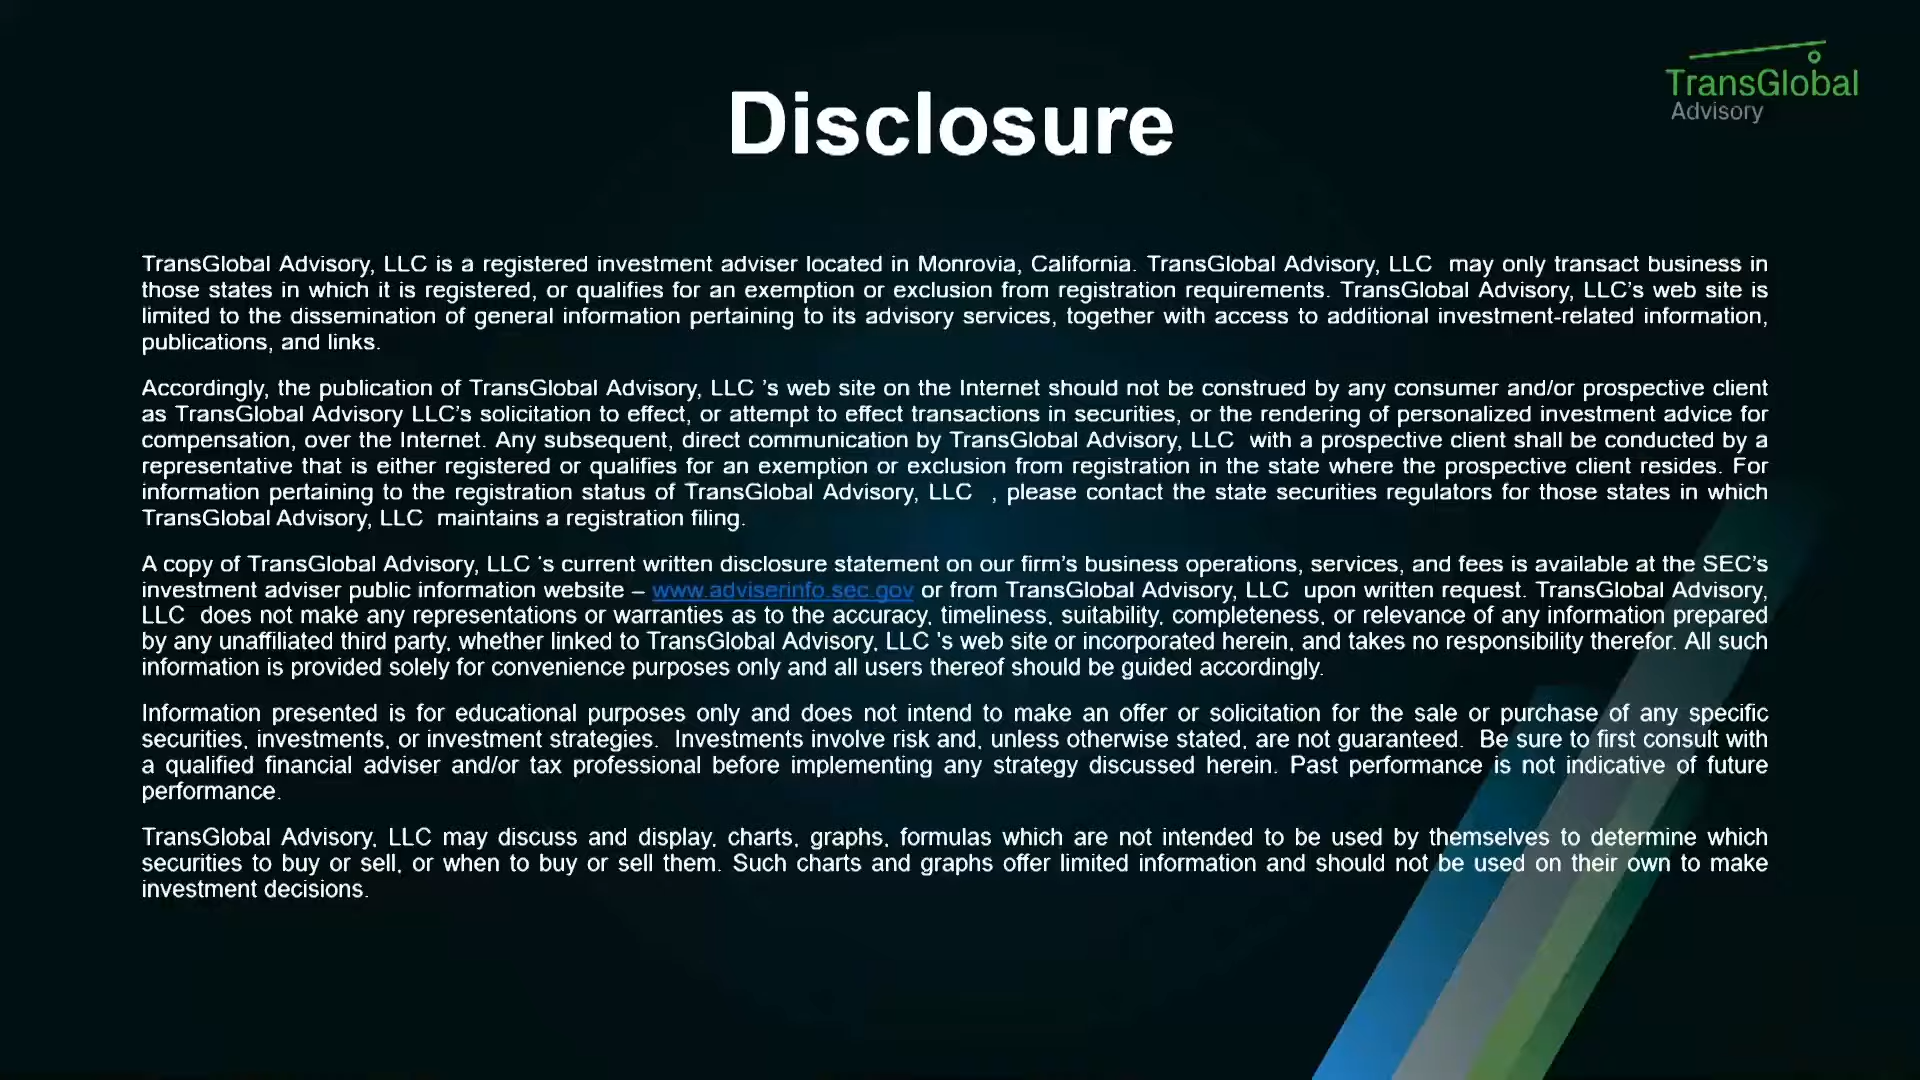 TransGlobal
Advisory
Disclosure
TransGlobal Advisory, LLC is a registered investment adviser located in Monrovia, California. TransGlobal Advisory, LLC  may only transact business in
those states in which it is registered, or qualifies for an exemption or exclusion from registration requirements. TransGlobal Advisory, LLC’s web site is
limited to the dissemination of general information pertaining to its advisory services, together with access to additional investment-related information,
publications, and links.
Accordingly, the publication of TransGlobal Advisory, LLC ’s web site on the Internet should not be construed by any consumer and/or prospective client
as TransGlobal Advisory LLC’s solicitation to effect, or attempt to effect transactions in securities, or the rendering of personalized investment advice for
compensation, over the Internet. Any subsequent, direct communication by TransGlobal Advisory, LLC  with a prospective client shall be conducted by a
representative that is either registered or qualifies for an exemption or exclusion from registration in the state where the prospective client resides. For
information pertaining to the registration status of TransGlobal Advisory, LLC  , please contact the state securities regulators for those states in which
TransGlobal Advisory, LLC  maintains a registration filing.
A copy of TransGlobal Advisory, LLC ’s current written disclosure statement on our firm’s business operations, services, and fees is available at the SEC’s
investment adviser public information website – www.adviserinfo.sec.gov or from TransGlobal Advisory, LLC  upon written request. TransGlobal Advisory,
LLC  does not make any representations or warranties as to the accuracy, timeliness, suitability, completeness, or relevance of any information prepared
by any unaffiliated third party, whether linked to TransGlobal Advisory, LLC 's web site or incorporated herein, and takes no responsibility therefor. All such
information is provided solely for convenience purposes only and all users thereof should be guided accordingly.
Information presented is for educational purposes only and does not intend to make an offer or solicitation for the sale or purchase of any specific
securities, investments, or investment strategies.  Investments involve risk and, unless otherwise stated, are not guaranteed.  Be sure to first consult with
a qualified financial adviser and/or tax professional before implementing any strategy discussed herein. Past performance is not indicative of future
performance.
TransGlobal Advisory, LLC may discuss and display, charts, graphs, formulas which are not intended to be used by themselves to determine which
securities to buy or sell, or when to buy or sell them. Such charts and graphs offer limited information and should not be used on their own to make
investment decisions.